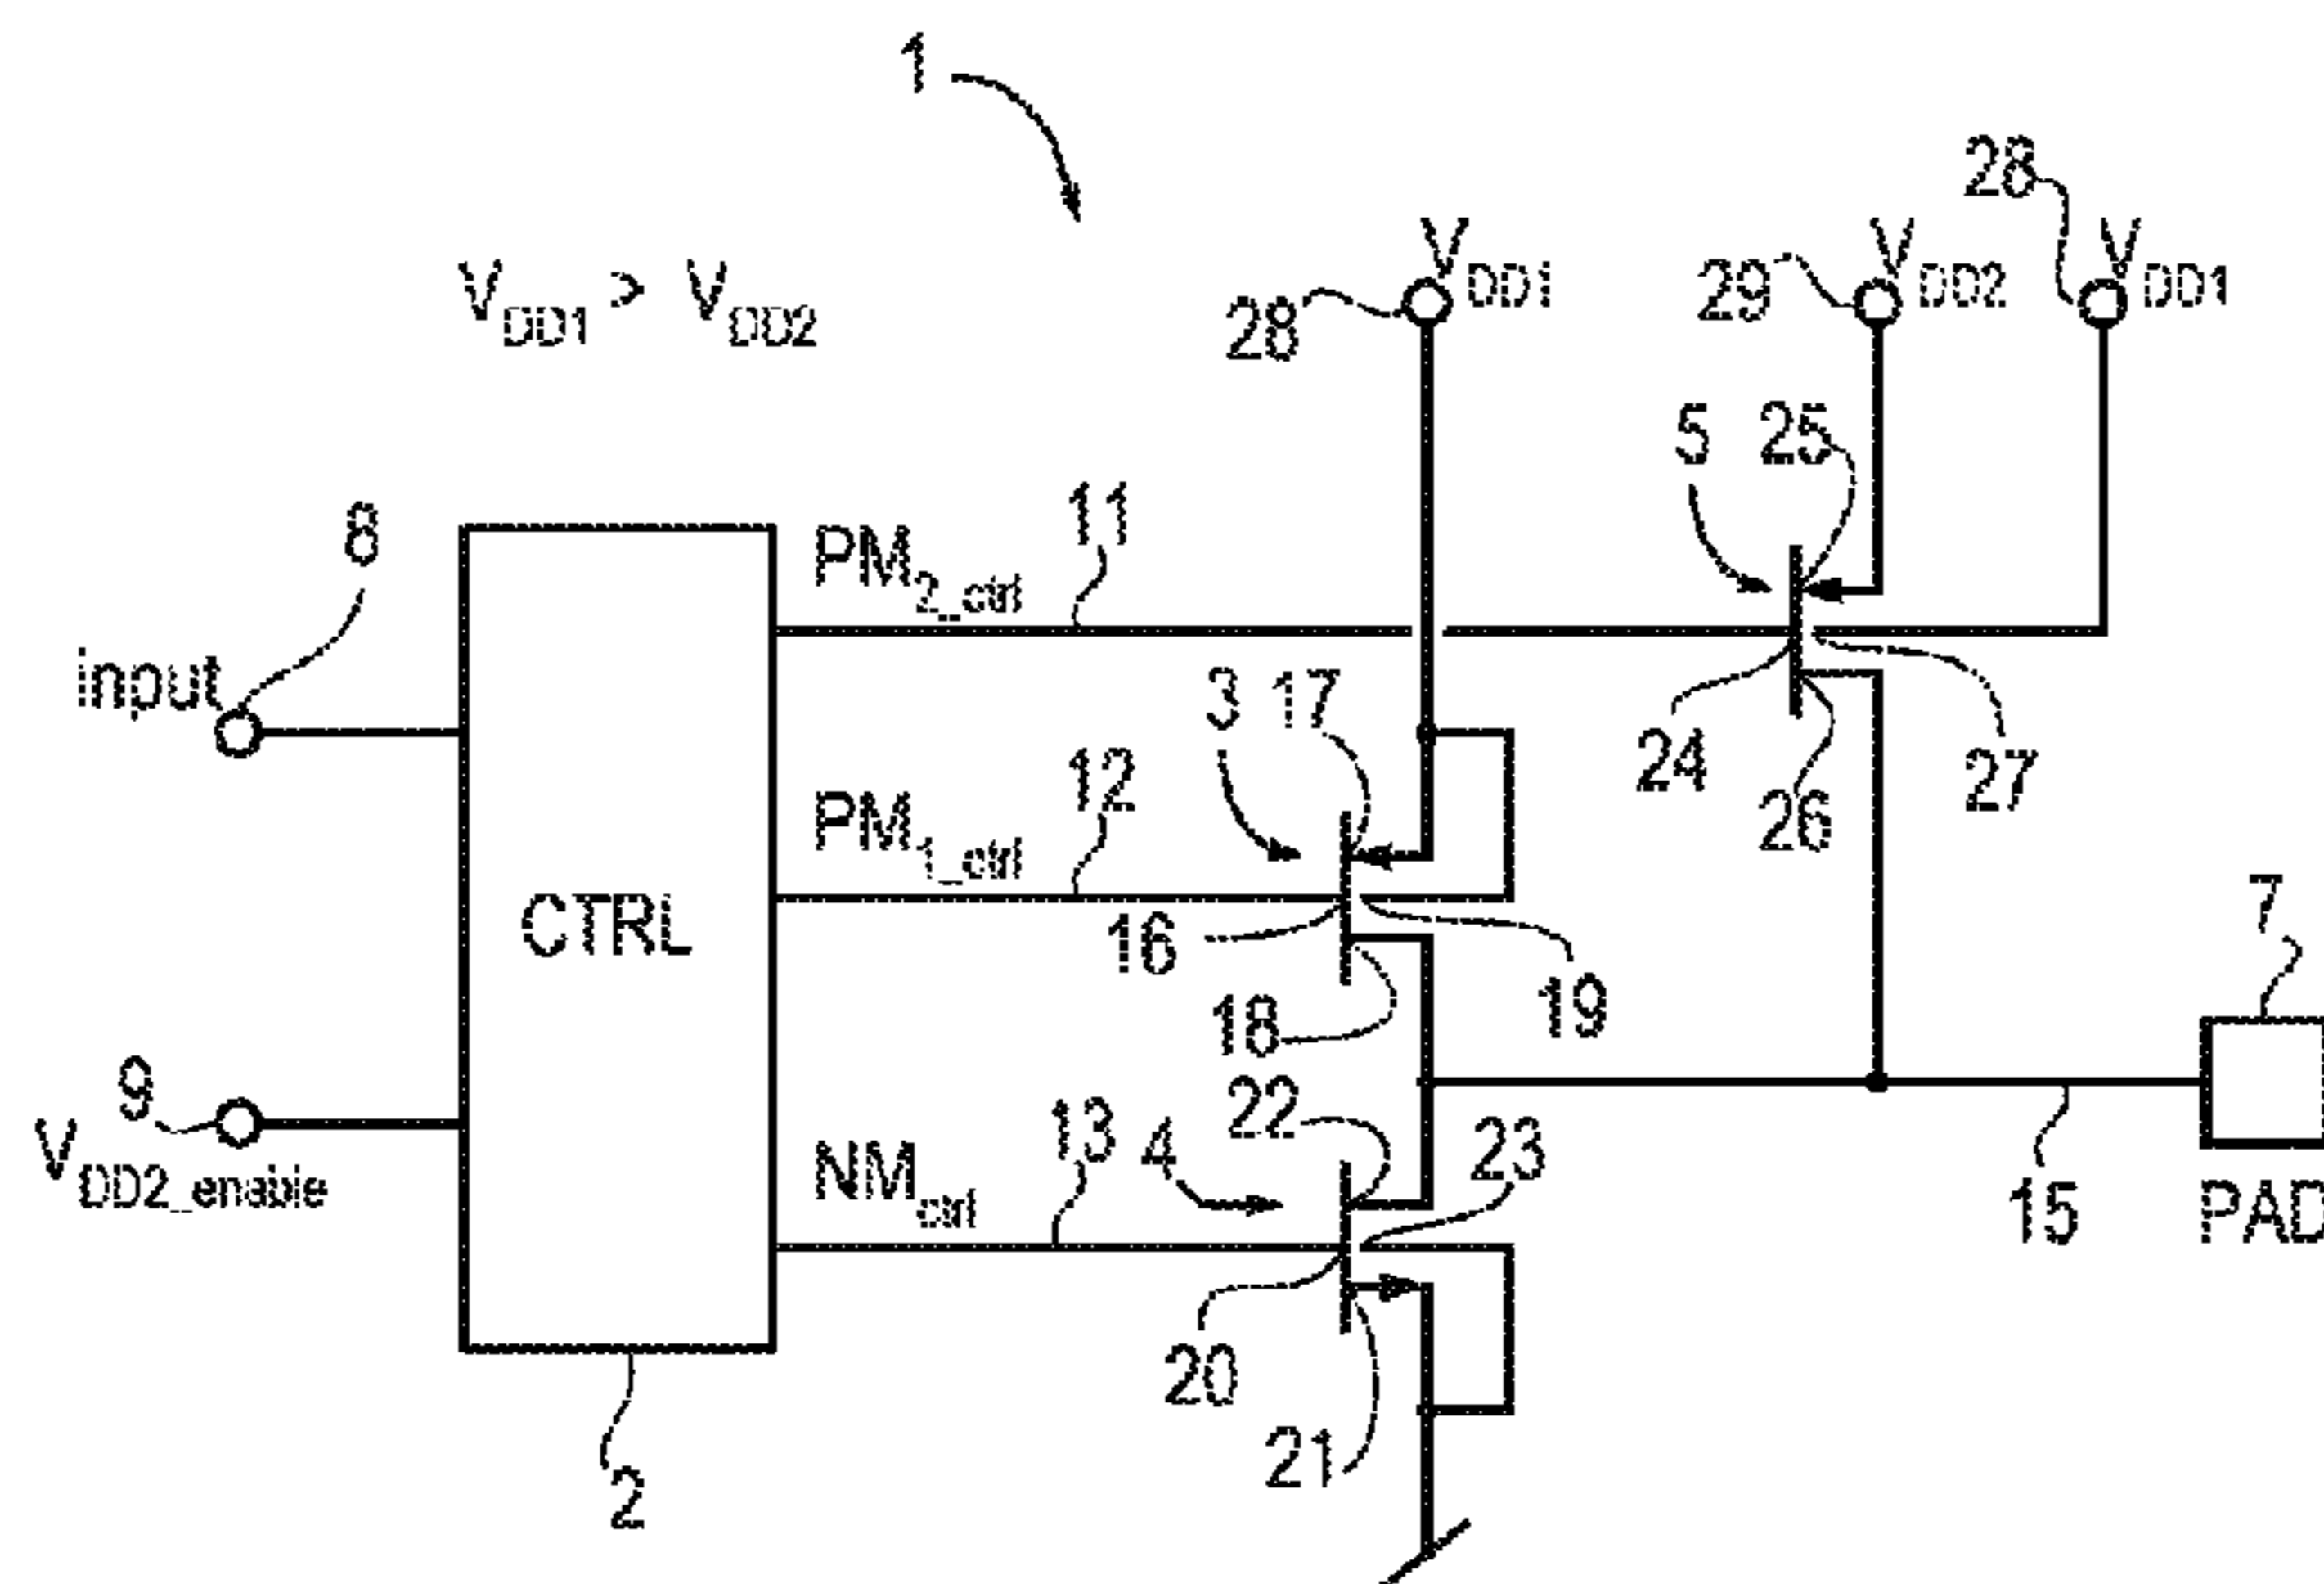 1
28
V_DD1 > V_DD2
28 V_DD1
29 V_DD2
V_DD1
5 25
8
PM_2_ctrl
11
input
3 17
24
27
26
12
PM_1_ctrl
CTRL
16
19
18
7
9
V_DD2_enable
22
23
13
4
NM_ctrl
15
PAD
20
21
2